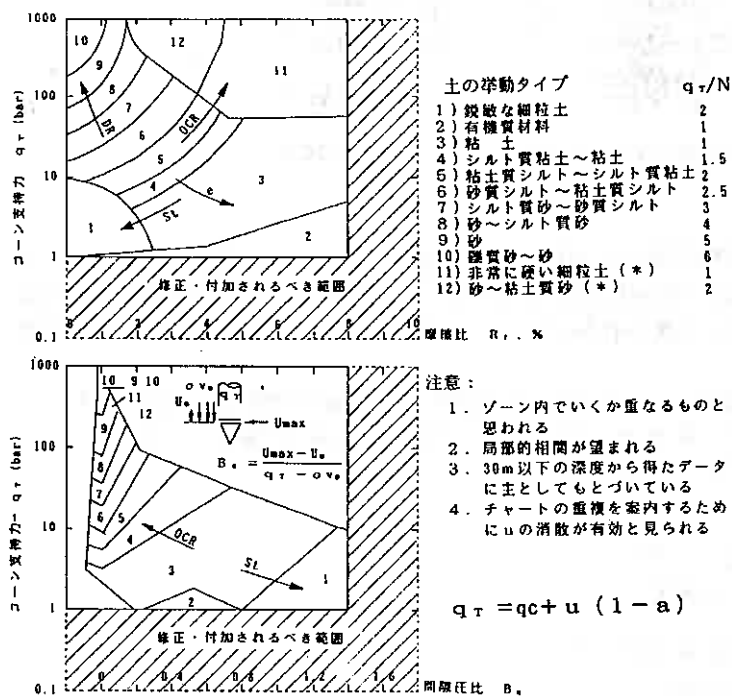 1000
100
10
1
0.1
コーン支持力 qT (bar)
10
9
8
7
6
5
4
3
2
1
12
11
DR
OCR
e
St
修正・付加されるべき範囲
0 2 4 6 8 10
摩擦比 Rf, %
土の挙動タイプ qT/N
1) 鋭敏な細粒土 2
2) 有機質材料 1
3) 粘 土 1
4) シルト質粘土~粘土 1.5
5) 粘土質シルト~シルト質粘土 2
6) 砂質シルト~粘土質シルト 2.5
7) シルト質砂~砂質シルト 3
8) 砂~シルト質砂 4
9) 砂 5
10) 礫質砂~砂 6
11) 非常に硬い細粒土 (*) 1
12) 砂~粘土質砂 (*) 2
1000
100
10
1
0.1
コーン支持力- qT (bar)
10 9 10
11
12
9
8
7
6
5
4
3
2
1
OCR
St
σvo
qT
Uo
Umax
Bq = Umax-Uo / qT - σvo
修正・付加されるべき範囲
間隙圧比 Bq
注意:
1. ゾーン内でいくか重なるものと
思われる
2. 局部的相関が望まれる
3. 30m以下の深度から得たデータ
に主としてもとづいている
4. チャートの重複を案内するため
にuの消散が有効と見られる
qT = qc + u (1-a)